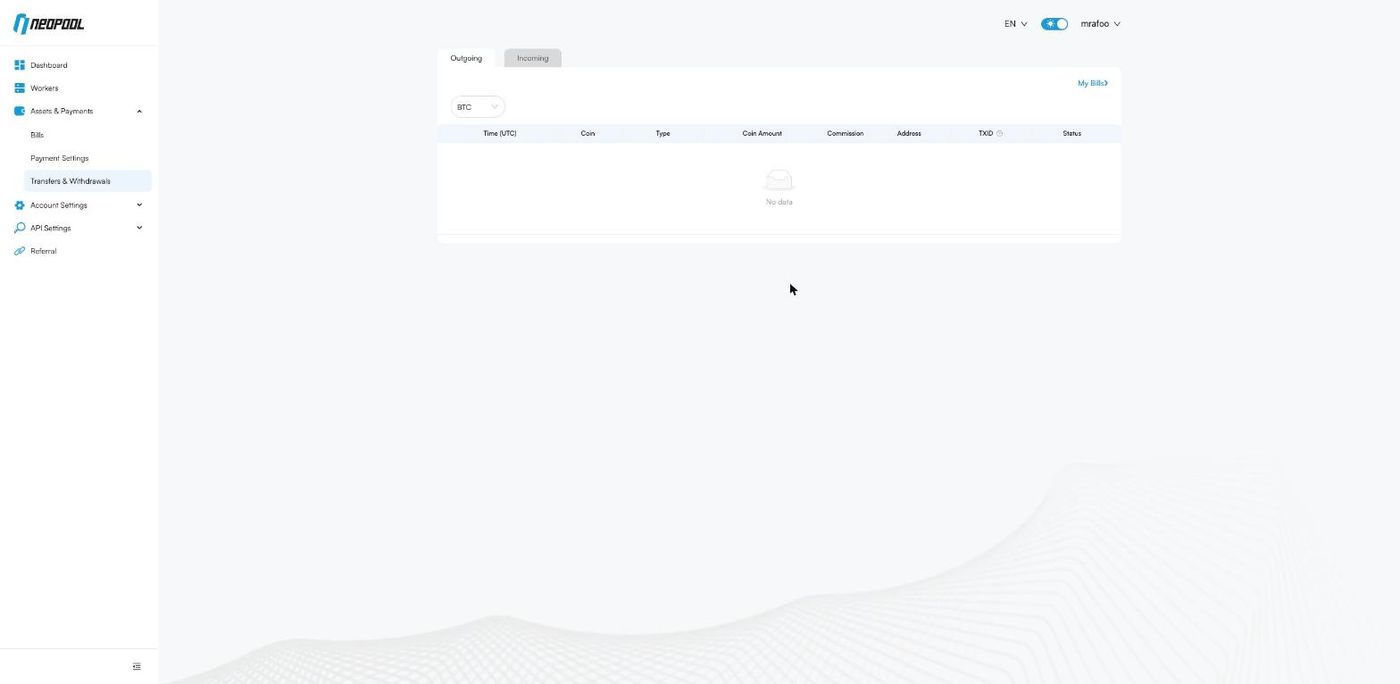 NEOPOOL
EN
mrafoo
Dashboard
Workers
Assets & Payments
Bills
Payment Settings
Transfers & Withdrawals
Account Settings
API Settings
Referral
Outgoing
Incoming
My Bills
BTC
Time (UTC) Coin Type Coin Amount Commission Address TXID Status
No data